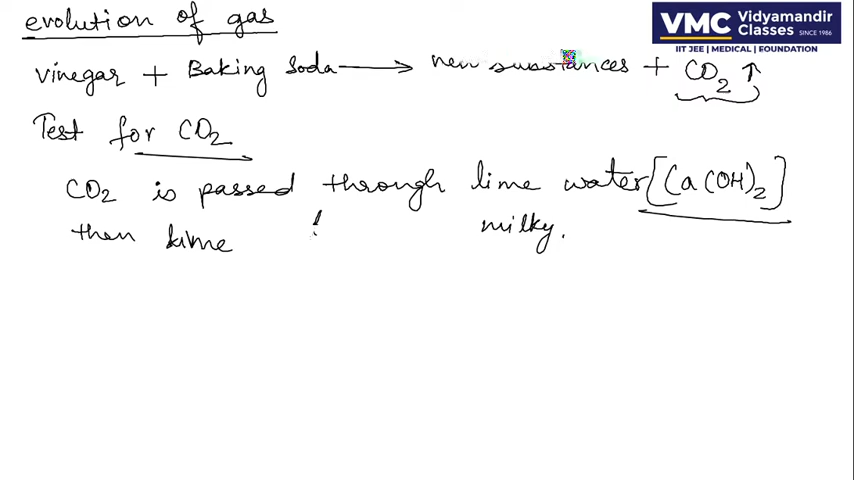 evolution of gas
VMC Vidyamandir Classes SINCE 1986
IIT JEE | MEDICAL | FOUNDATION
vinegar + Baking Soda → new substances + CO2 ↑
Test for CO2
CO2 is passed through lime water [Ca(OH)2]
then lime milky.